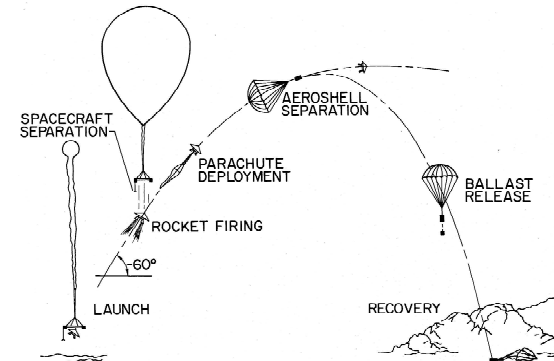 SPACECRAFT
SEPARATION
AEROSHELL
SEPARATION
PARACHUTE
DEPLOYMENT
BALLAST
RELEASE
ROCKET FIRING
60°
LAUNCH
RECOVERY